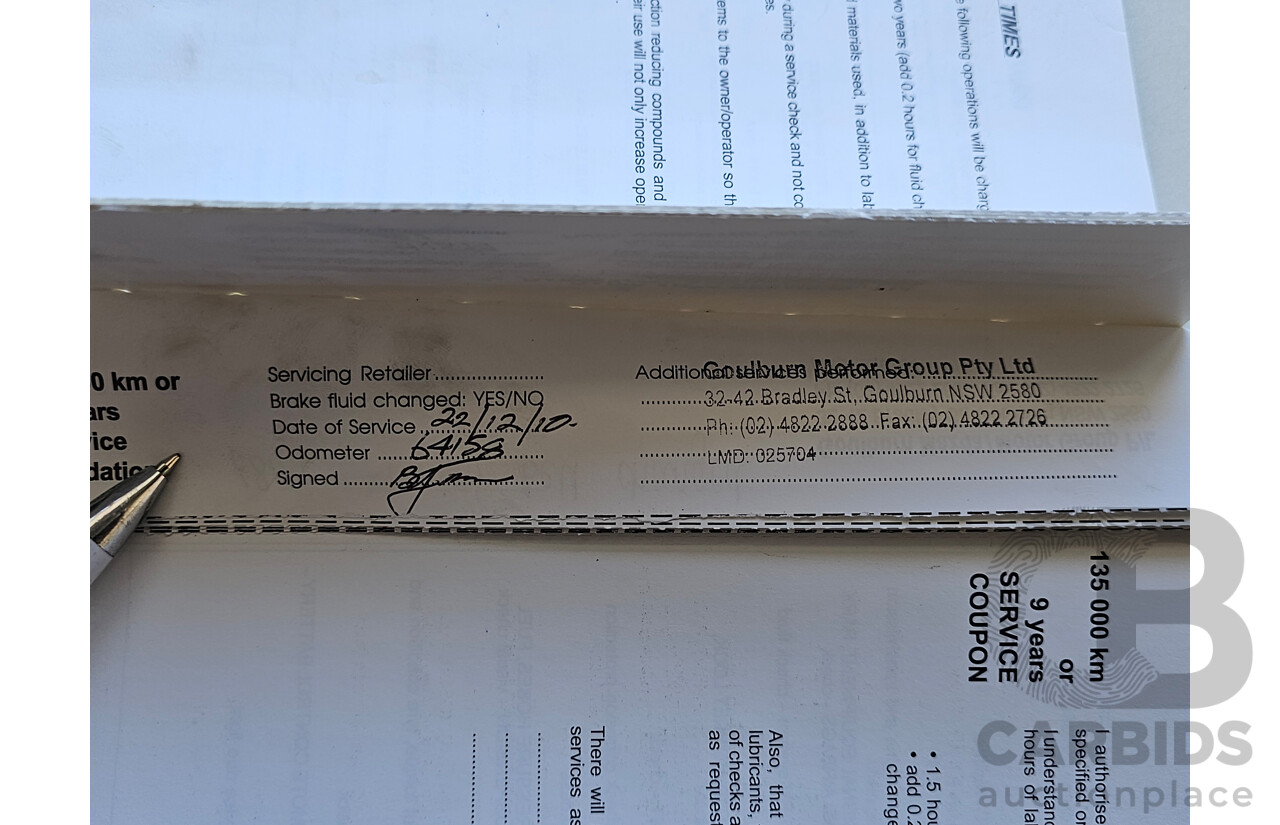 TIMES
e following operations will be charg
wo years (add 0.2 hours for fluid ch
materials used, in addition to lab
during a service check and not co
es.
ems to the owner/operator so th
ction reducing compounds and
eir use will not only increase oper
0 km or
ars
ice
dation
Servicing Retailer
Brake fluid changed: YES/NO
Date of Service 22/12/10
Odometer 64158
Signed
Additional services performed:
Goulburn Motor Group Pty Ltd
32-42 Bradley St, Goulburn NSW 2580
Ph: (02) 4822 2888 Fax: (02) 4822 2726
LMD: 025704
135 000 km
or
9 years
SERVICE
COUPON
I authorise
specified or
I understand
hours of la
• 1.5 hou
• add 0.2
change
Also, that
lubricants,
of checks a
as request
There will
services as
CARBIDS
auctionplace